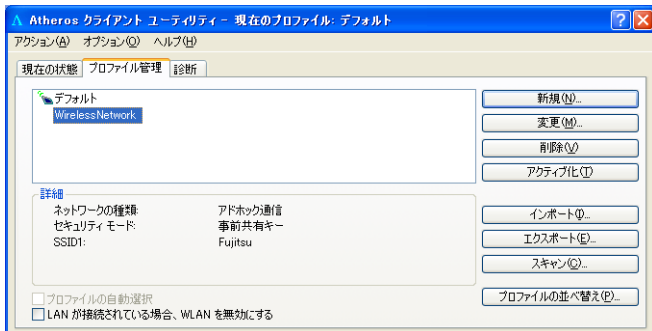 Atheros クライアント ユーティリティ - 現在のプロファイル: デフォルト
アクション(A) オプション(O) ヘルプ(H)
現在の状態 プロファイル管理 診断
デフォルト
WirelessNetwork
新規(N)...
変更(M)...
削除(V)
アクティブ化(T)
詳細
ネットワークの種類: アドホック通信
セキュリティ モード: 事前共有キー
SSID1: Fujitsu
インポート(I)...
エクスポート(E)...
スキャン(C)...
プロファイルの自動選択
LAN が接続されている場合、WLAN を無効にする
プロファイルの並べ替え(P)...